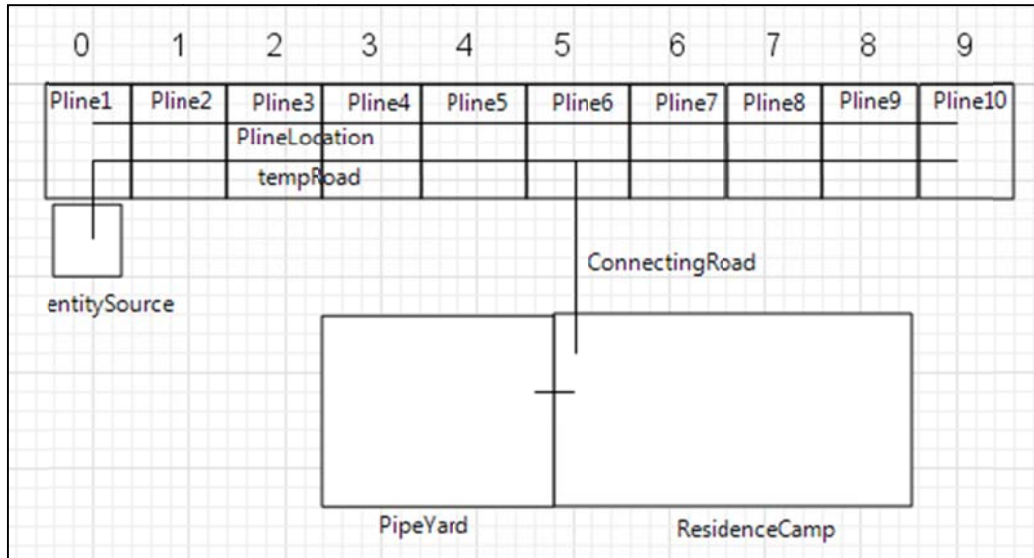 0 1 2 3 4 5 6 7 8 9
Pline1 Pline2 Pline3 Pline4 Pline5 Pline6 Pline7 Pline8 Pline9 Pline10
PlineLocation
tempRoad
ConnectingRoad
entitySource
PipeYard ResidenceCamp